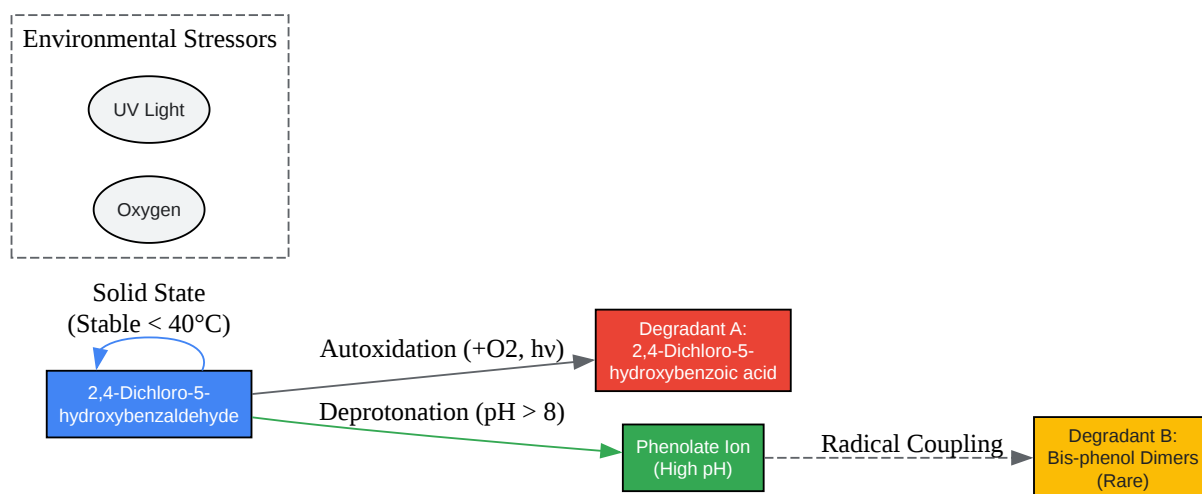 Environmental Stressors
UV Light
Oxygen
Solid State
(Stable < 40°C)
2,4-Dichloro-5-
hydroxybenzaldehyde
Autoxidation (+O2, hν)
Degradant A:
2,4-Dichloro-5-
hydroxybenzoic acid
Deprotonation (pH > 8)
Phenolate Ion
(High pH)
Radical Coupling
Degradant B:
Bis-phenol Dimers
(Rare)